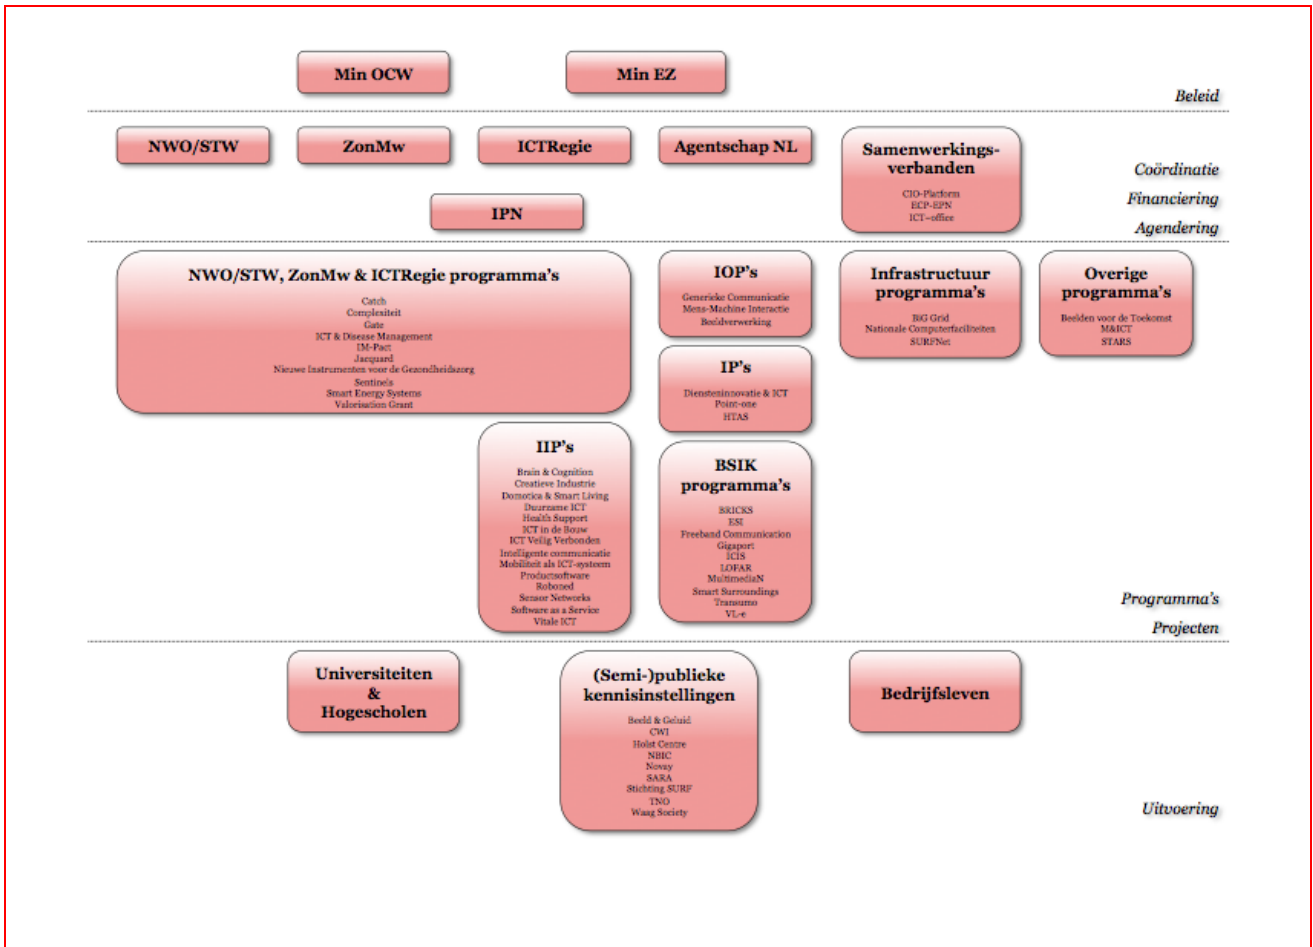 Min OCW
Min EZ
Beleid
NWO/STW
ZonMw
ICTRegie
Agentschap NL
Samenwerkings-
verbanden
CIO-Platform
ECP-EPN
ICT~office
IPN
Coördinatie
Financiering
Agendering
NWO/STW, ZonMw & ICTRegie programma's
Catch
Complexiteit
Gate
ICT & Disease Management
IM-Pact
Jacquard
Nieuwe Instrumenten voor de Gezondheidszorg
Sentinels
Smart Energy Systems
Valorisation Grant
IOP's
Generieke Communicatie
Mens-Machine Interactie
Beeldverwerking
Infrastructuur
programma's
BiG Grid
Nationale Computerfaciliteiten
SURFNet
Overige
programma's
Beelden voor de Toekomst
M&ICT
STARS
IP's
Diensteninnovatie & ICT
Point-one
HTAS
IIP's
Brain & Cognition
Creatieve Industrie
Domotica & Smart Living
Duurzame ICT
Health Support
ICT in de Bouw
ICT Veilig Verbonden
Intelligente communicatie
Mobiliteit als ICT-systeem
Productsoftware
Roboned
Sensor Networks
Software as a Service
Vitale ICT
BSIK
programma's
BRICKS
ESI
Freeband Communication
Gigaport
ICIS
LOFAR
MultimediaN
Smart Surroundings
Transumo
VL-e
Programma's
Projecten
Universiteiten
&
Hogescholen
(Semi-)publieke
kennisinstellingen
Beeld & Geluid
CWI
Holst Centre
NBIC
Novay
SARA
Stichting SURF
TNO
Waag Society
Bedrijfsleven
Uitvoering